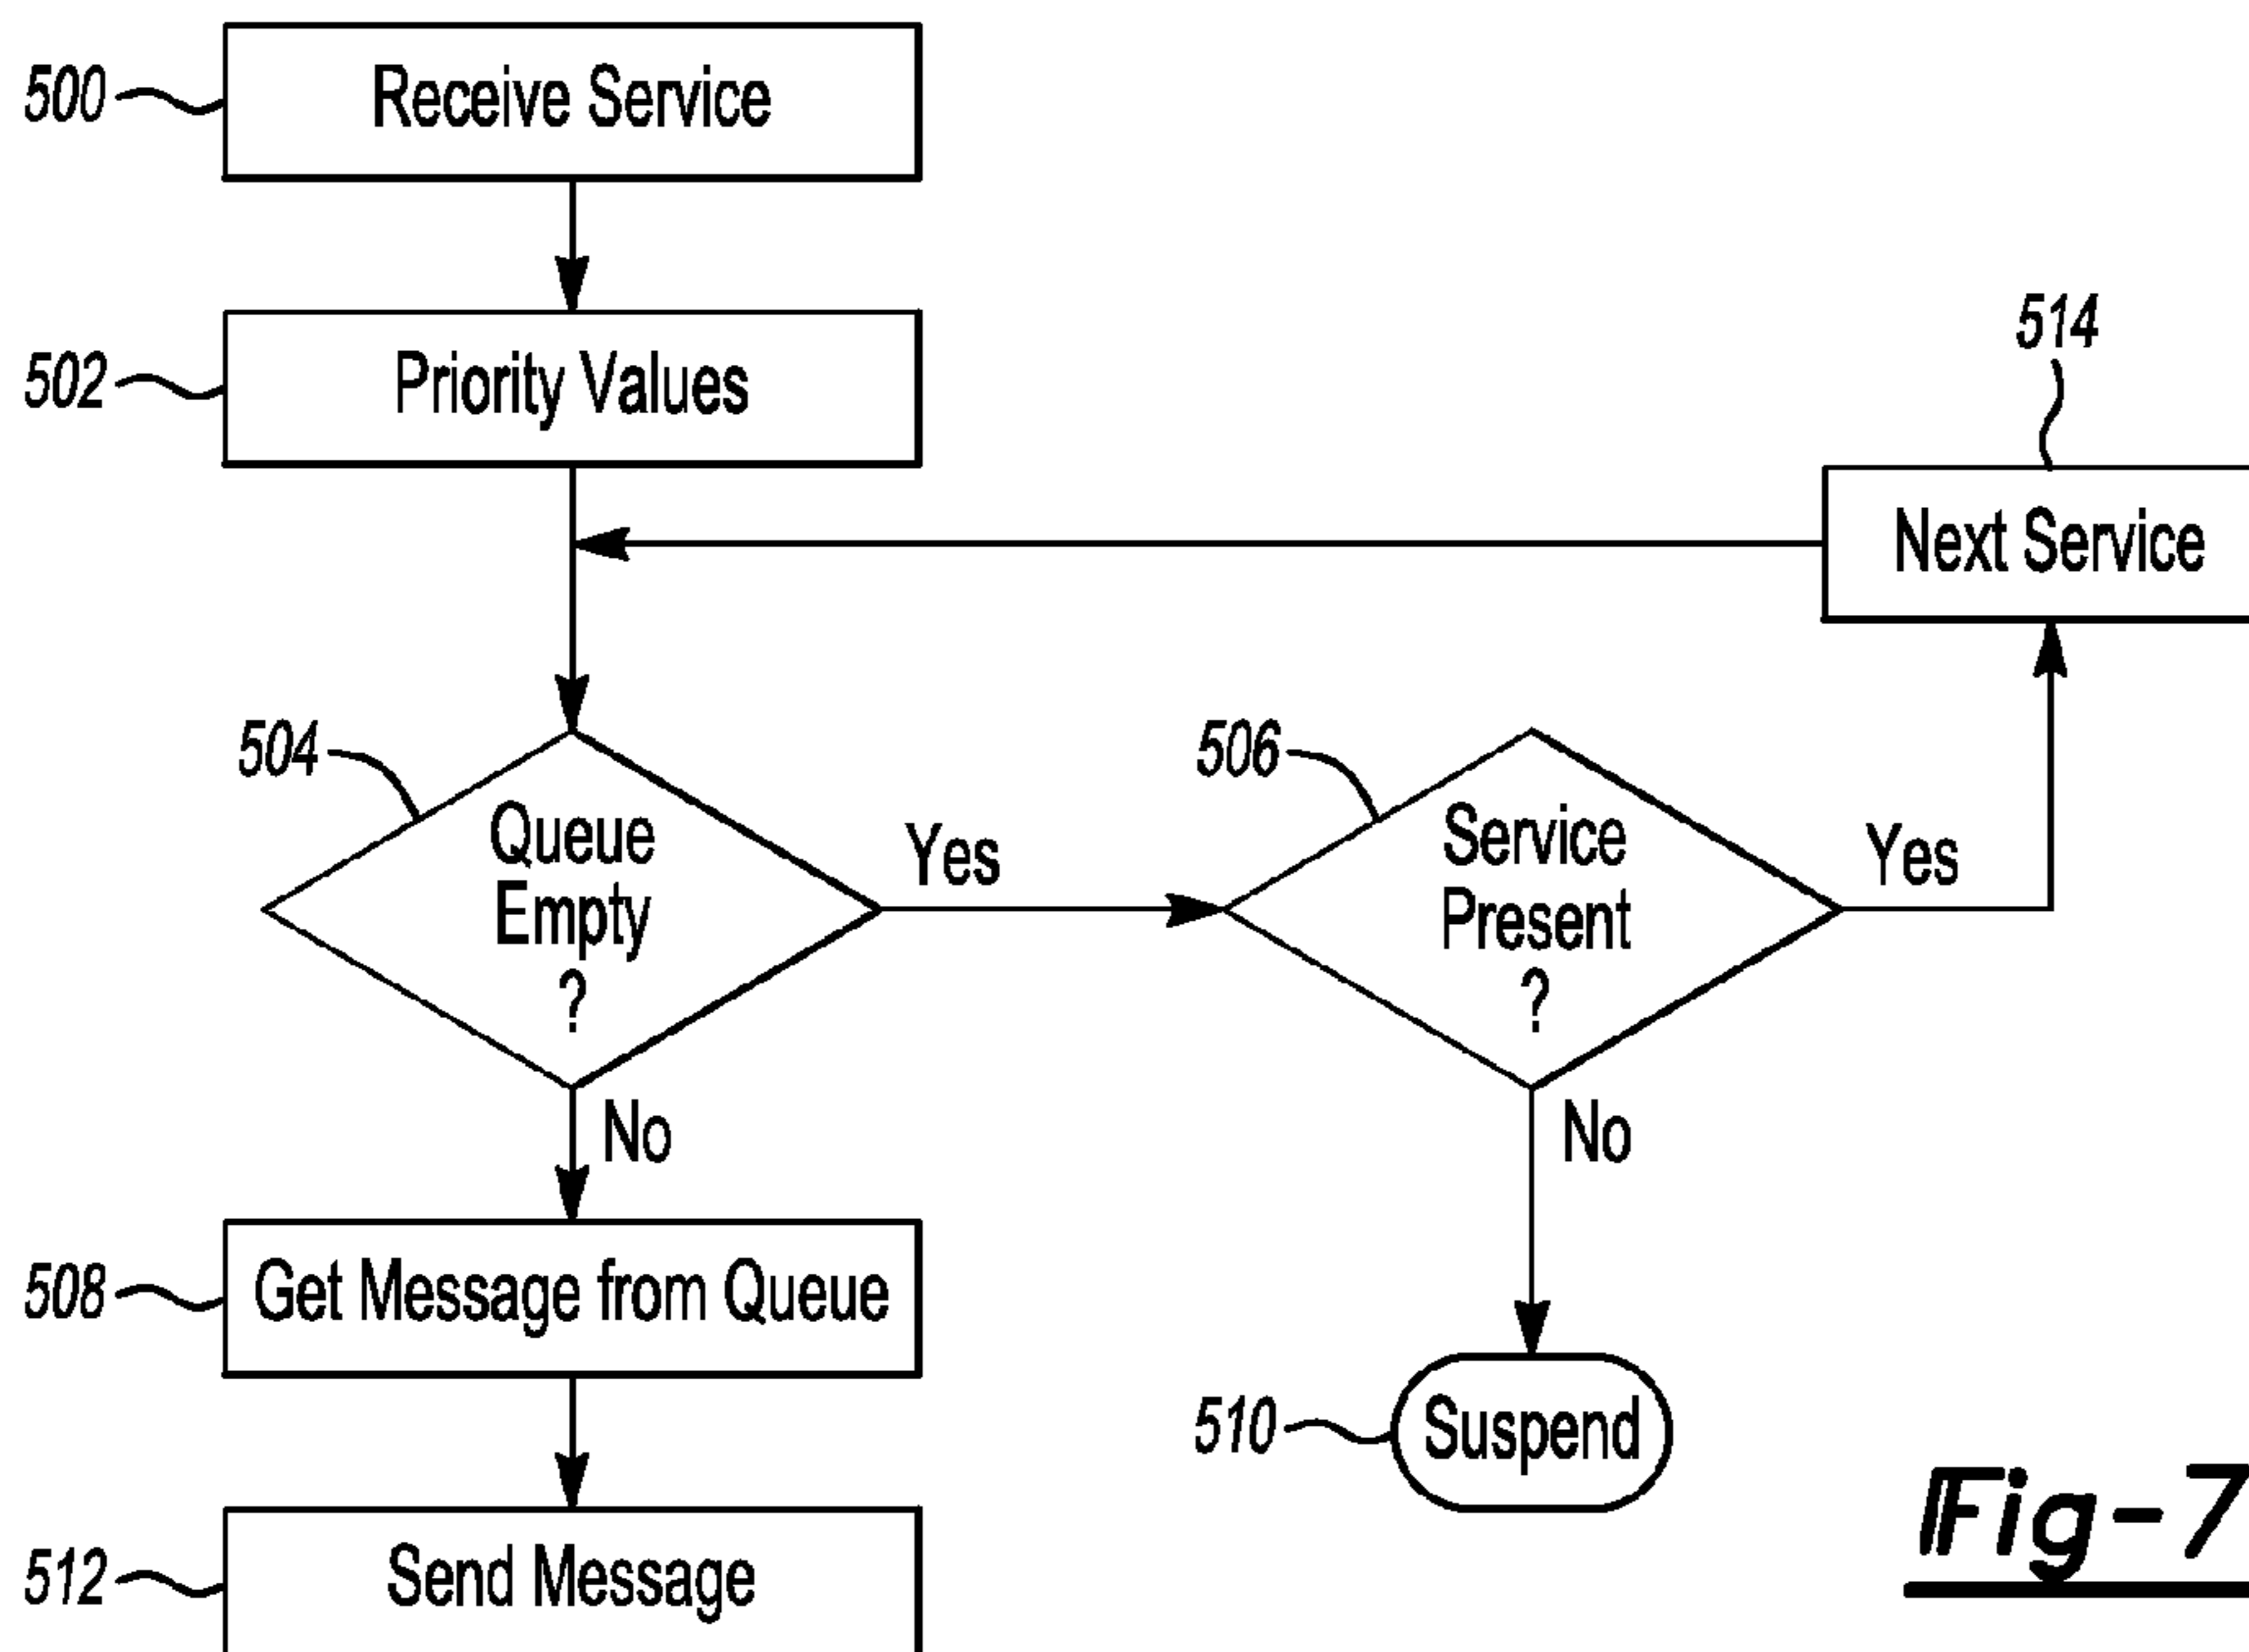 500
Receive Service
502
Priority Values
514
Next Service
504
Queue
Empty
?
Yes
506
Service
Present
?
Yes
No
No
508
Get Message from Queue
510
Suspend
512
Send Message
Fig-7